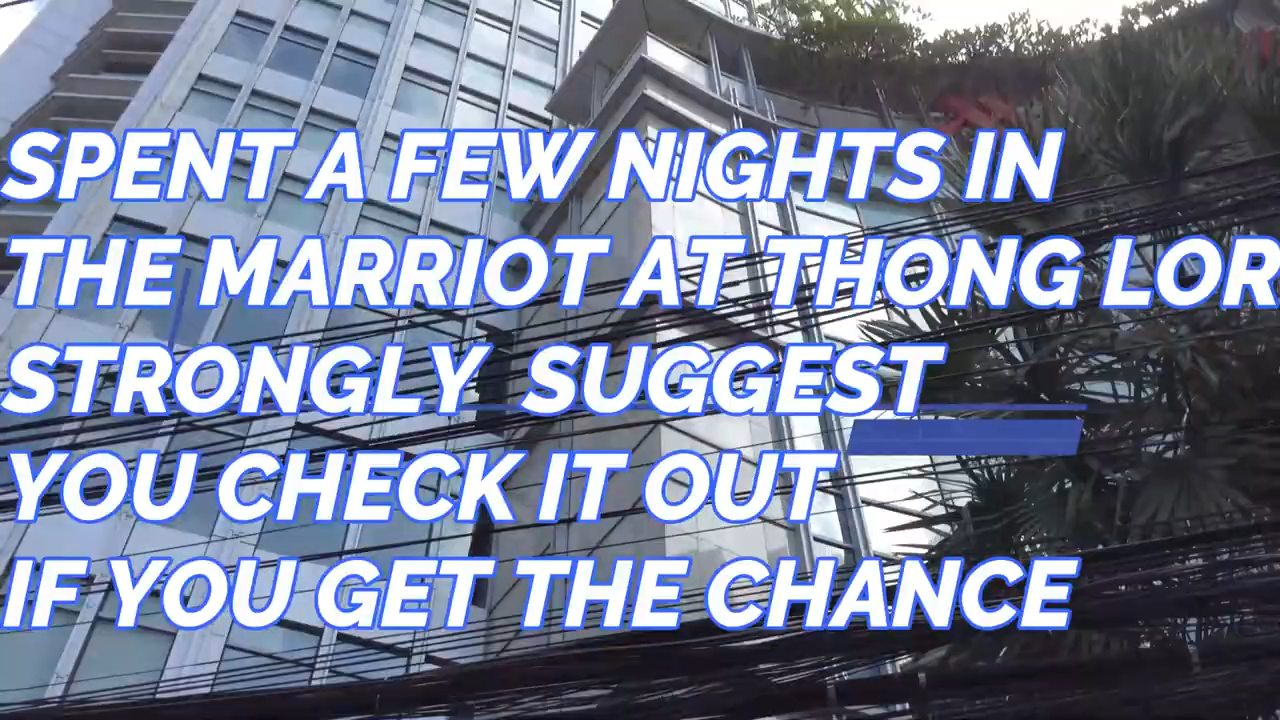 SPENT A FEW NIGHTS IN
THE MARRIOT AT THONG LOR
STRONGLY SUGGEST
YOU CHECK IT OUT
IF YOU GET THE CHANCE